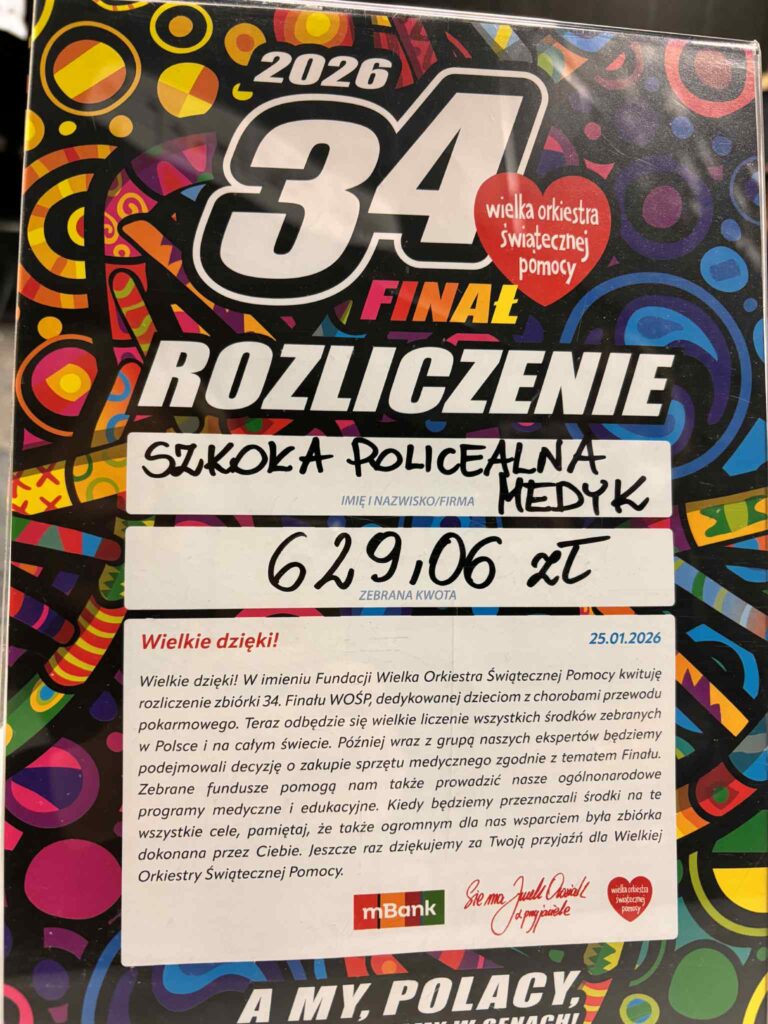 2026
34
wielka orkiestra
świątecznej
pomocy
FINAŁ
ROZLICZENIE
SZKOŁA POLICEALNA
MEDYK
IMIĘ I NAZWISKO/FIRMA
629,06 zł
ZEBRANA KWOTA
Wielkie dzięki!
25.01.2026
Wielkie dzięki! W imieniu Fundacji Wielka Orkiestra Świątecznej Pomocy kwituję
rozliczenie zbiórki 34. Finału WOŚP, dedykowanej dzieciom z chorobami przewodu
pokarmowego. Teraz odbędzie się wielkie liczenie wszystkich środków zebranych
w Polsce i na całym świecie. Później wraz z grupą naszych ekspertów będziemy
podejmowali decyzję o zakupie sprzętu medycznego zgodnie z tematem Finału.
Zebrane fundusze pomogą nam także prowadzić nasze ogólnonarodowe
programy medyczne i edukacyjne. Kiedy będziemy przeznaczali środki na te
wszystkie cele, pamiętaj, że także ogromnym dla nas wsparciem była zbiórka
dokonana przez Ciebie. Jeszcze raz dziękujemy za Twoją przyjaźń dla Wielkiej
Orkiestry Świątecznej Pomocy.
mBank
Sie ma Jurek Owsiak
z przyjaciele
wielka orkiestra
świątecznej
pomocy
A MY, POLACY,